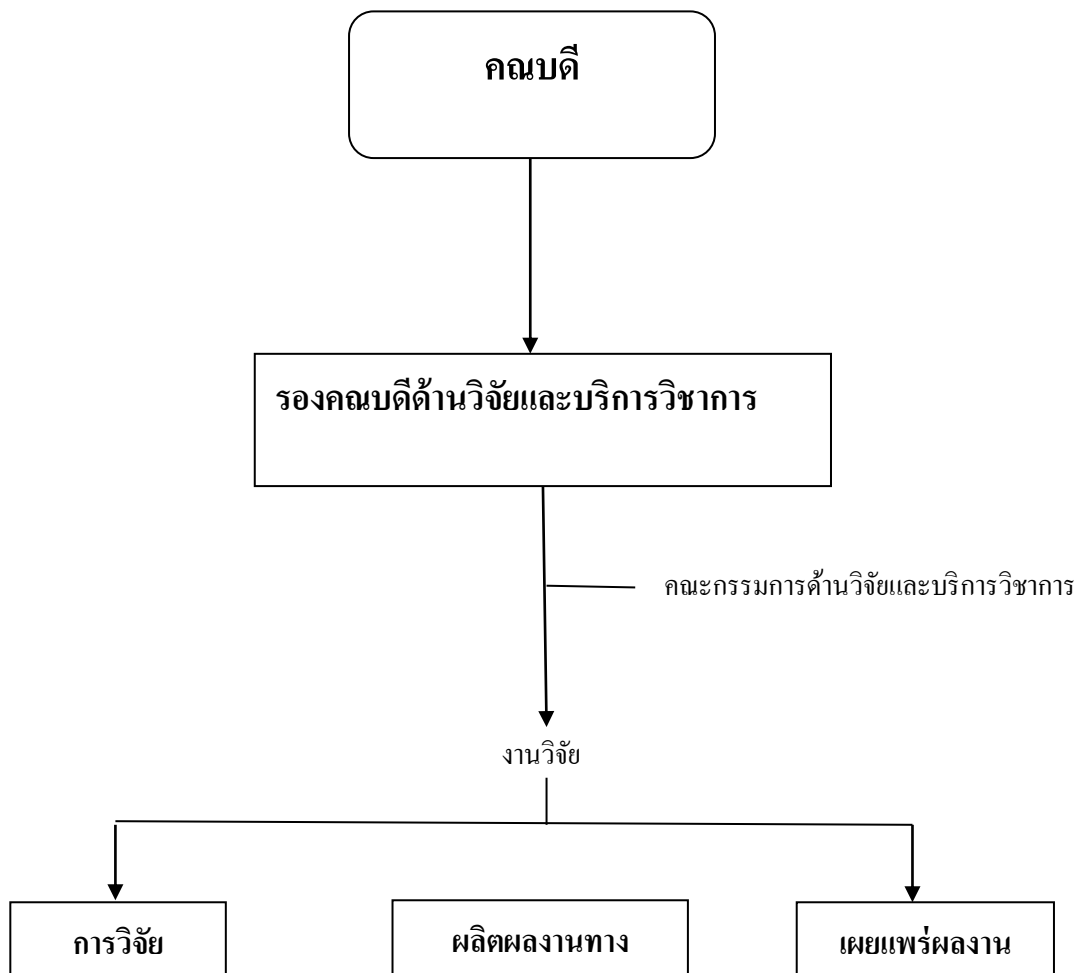 คณบดี
รองคณบดีด้านวิจัยและบริการวิชาการ
คณะกรรมการด้านวิจัยและบริการวิชาการ
งานวิจัย
การวิจัย
ผลิตผลงานทาง
เผยแพร่ผลงาน